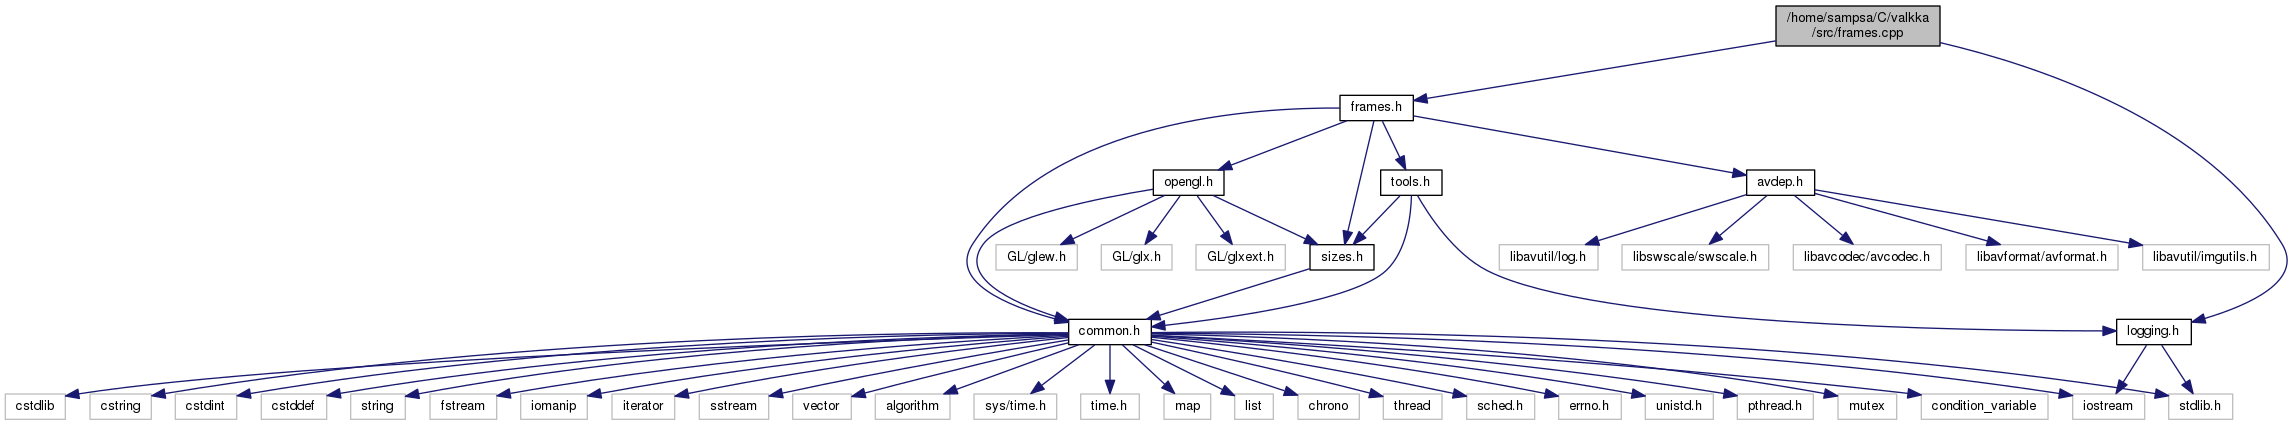 /home/sampsa/C/valkka
/src/frames.cpp
frames.h
opengl.h
tools.h
avdep.h
GL/glew.h
GL/glx.h
GL/glxext.h
sizes.h
libavutil/log.h
libswscale/swscale.h
libavcodec/avcodec.h
libavformat/avformat.h
libavutil/imgutils.h
common.h
logging.h
cstdlib
cstring
cstdint
cstddef
string
fstream
iomanip
iterator
sstream
vector
algorithm
sys/time.h
time.h
map
list
chrono
thread
sched.h
errno.h
unistd.h
pthread.h
mutex
condition_variable
iostream
stdlib.h